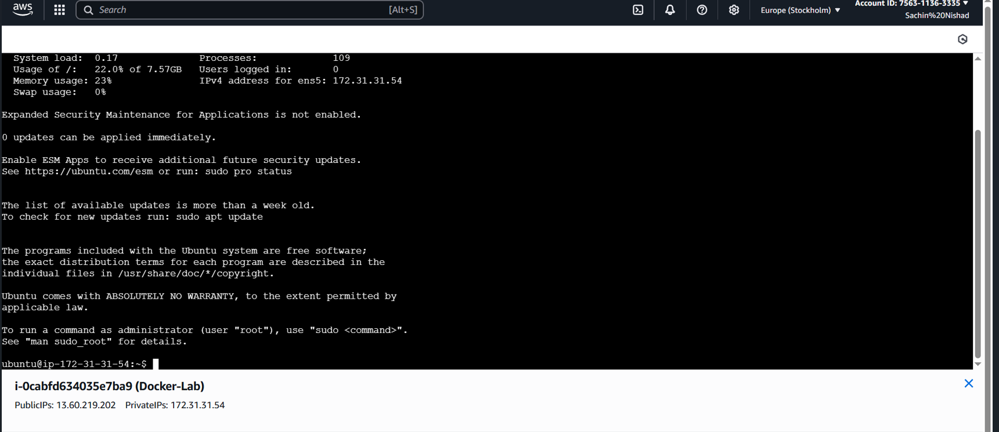 aws
Search [Alt+S]
Europe (Stockholm)
Account ID: 7563-1136-3335
Sachin%20Nishad
System load: 0.17 Processes: 109
Usage of /: 22.0% of 7.57GB Users logged in: 0
Memory usage: 23% IPv4 address for ens5: 172.31.31.54
Swap usage: 0%
Expanded Security Maintenance for Applications is not enabled.
0 updates can be applied immediately.
Enable ESM Apps to receive additional future security updates.
See https://ubuntu.com/esm or run: sudo pro status
The list of available updates is more than a week old.
To check for new updates run: sudo apt update
The programs included with the Ubuntu system are free software;
the exact distribution terms for each program are described in the
individual files in /usr/share/doc/*/copyright.
Ubuntu comes with ABSOLUTELY NO WARRANTY, to the extent permitted by
applicable law.
To run a command as administrator (user "root"), use "sudo <command>".
See "man sudo_root" for details.
ubuntu@ip-172-31-31-54:~$
i-0cabfd634035e7ba9 (Docker-Lab)
PublicIPs: 13.60.219.202 PrivateIPs: 172.31.31.54